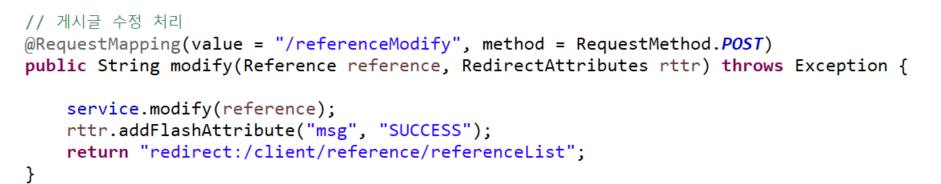 // 게시글 수정 처리
@RequestMapping(value = "/referenceModify", method = RequestMethod.POST)
public String modify(Reference reference, RedirectAttributes rttr) throws Exception {
service.modify(reference);
rttr.addFlashAttribute("msg", "SUCCESS");
return "redirect:/client/reference/referenceList";
}